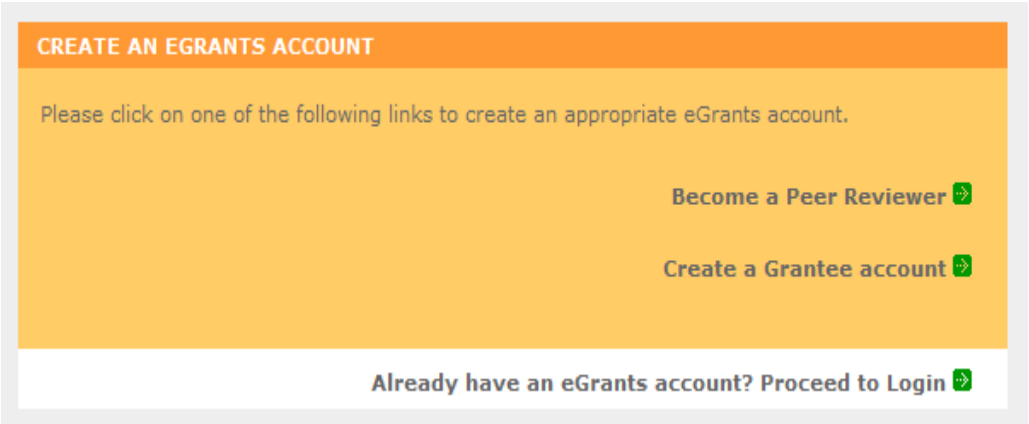 CREATE AN EGRANTS ACCOUNT
Please click on one of the following links to create an appropriate eGrants account.
Become a Peer Reviewer
Create a Grantee account
Already have an eGrants account? Proceed to Login